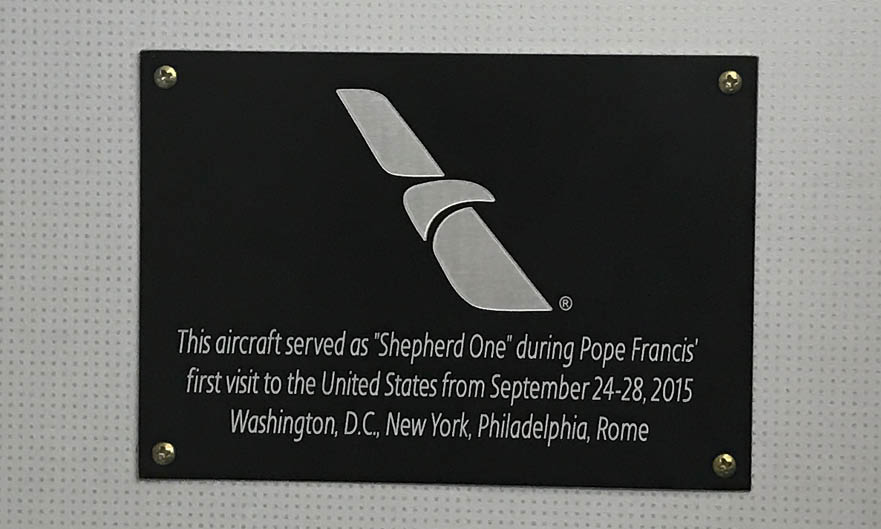 ®
This aircraft served as "Shepherd One" during Pope Francis'
first visit to the United States from September 24-28, 2015
Washington, D.C., New York, Philadelphia, Rome